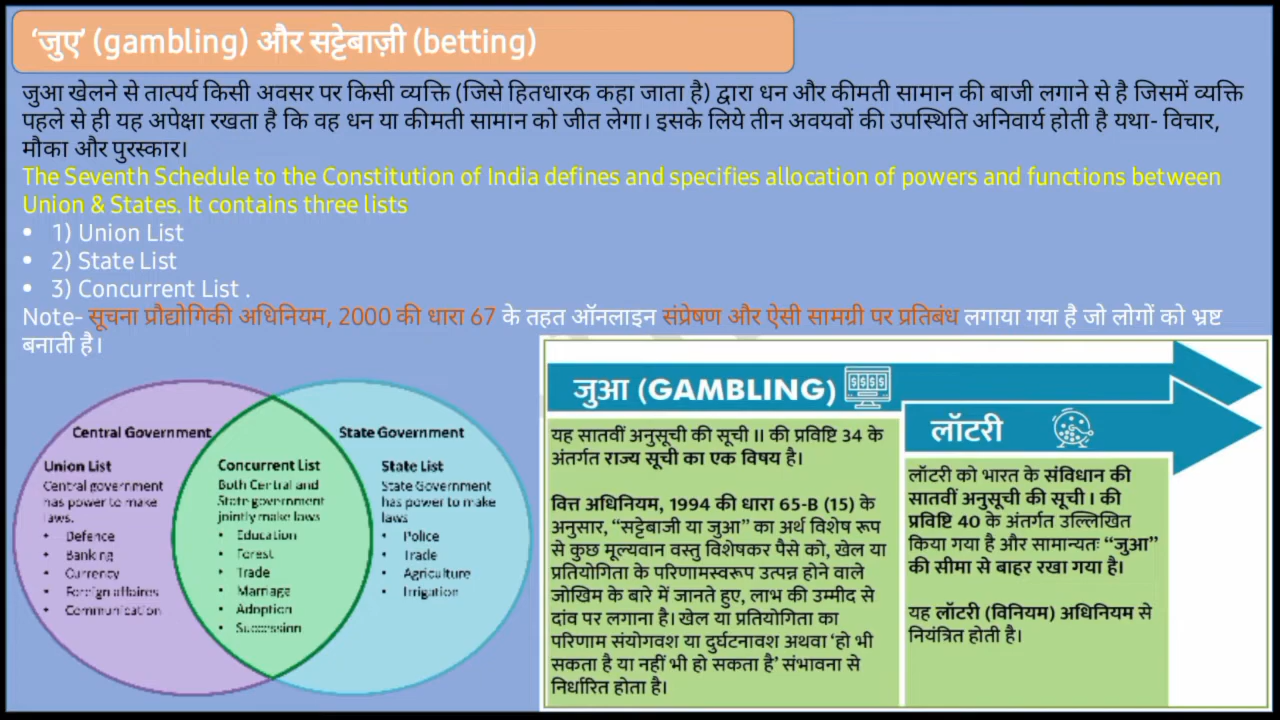 ‘जुए’ (gambling) और सट्टेबाज़ी (betting)
जुआ खेलने से तात्पर्य किसी अवसर पर किसी व्यक्ति (जिसे हितधारक कहा जाता है) द्वारा धन और कीमती सामान की बाजी लगाने से है जिसमें व्यक्ति
पहले से ही यह अपेक्षा रखता है कि वह धन या कीमती सामान को जीत लेगा। इसके लिये तीन अवयवों की उपस्थिति अनिवार्य होती है यथा- विचार,
मौका और पुरस्कार।
The Seventh Schedule to the Constitution of India defines and specifies allocation of powers and functions between
Union & States. It contains three lists
• 1) Union List
• 2) State List
• 3) Concurrent List .
Note- सूचना प्रौद्योगिकी अधिनियम, 2000 की धारा 67 के तहत ऑनलाइन संप्रेषण और ऐसी सामग्री पर प्रतिबंध लगाया गया है जो लोगों को भ्रष्ट
बनाती है।
Central Government
State Government
Union List
Central government
has power to make
laws.
• Defence
• Banking
• Currency
• Foreign affaires
• Communication
Concurrent List
Both Central and
State government
jointly make laws
• Education
• Forest
• Trade
• Marriage
• Adoption
• Succession
State List
State Government
has power to make
laws
• Police
• Trade
• Agriculture
• Irrigation
जुआ (GAMBLING)
$$$$
यह सातवीं अनुसूची की सूची II की प्रविष्टि 34 के
अंतर्गत राज्य सूची का एक विषय है।
वित्त अधिनियम, 1994 की धारा 65-B (15) के
अनुसार, “सट्टेबाजी या जुआ” का अर्थ विशेष रूप
से कुछ मूल्यवान वस्तु विशेषकर पैसे को, खेल या
प्रतियोगिता के परिणामस्वरूप उत्पन्न होने वाले
जोखिम के बारे में जानते हुए, लाभ की उम्मीद से
दांव पर लगाना है। खेल या प्रतियोगिता का
परिणाम संयोगवश या दुर्घटनावश अथवा ‘हो भी
सकता है या नहीं भी हो सकता है’ संभावना से
निर्धारित होता है।
लॉटरी
लॉटरी को भारत के संविधान की
सातवीं अनुसूची की सूची I की
प्रविष्टि 40 के अंतर्गत उल्लिखित
किया गया है और सामान्यतः “जुआ”
की सीमा से बाहर रखा गया है।
यह लॉटरी (विनियम) अधिनियम से
नियंत्रित होती है।